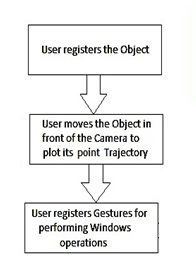 User registers the Object
User moves the Object in
front of the Camera to
plot its point Trajectory
User registers Gestures for
performing Windows
operations